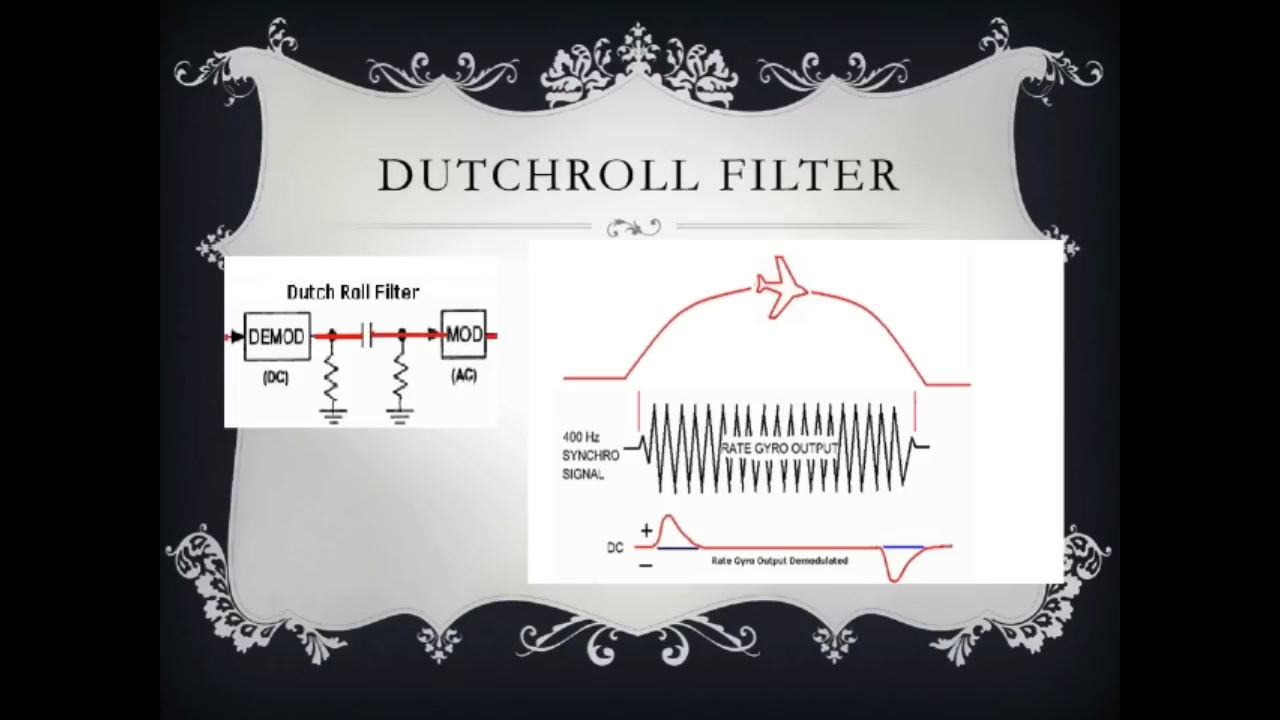 DUTCHROLL FILTER
Dutch Roll Filter
DEMOD
MOD
(DC)
(AC)
400 Hz
SYNCHRO
SIGNAL
RATE GYRO OUTPUT
+
DC
−
Rate Gyro Output Demodulated